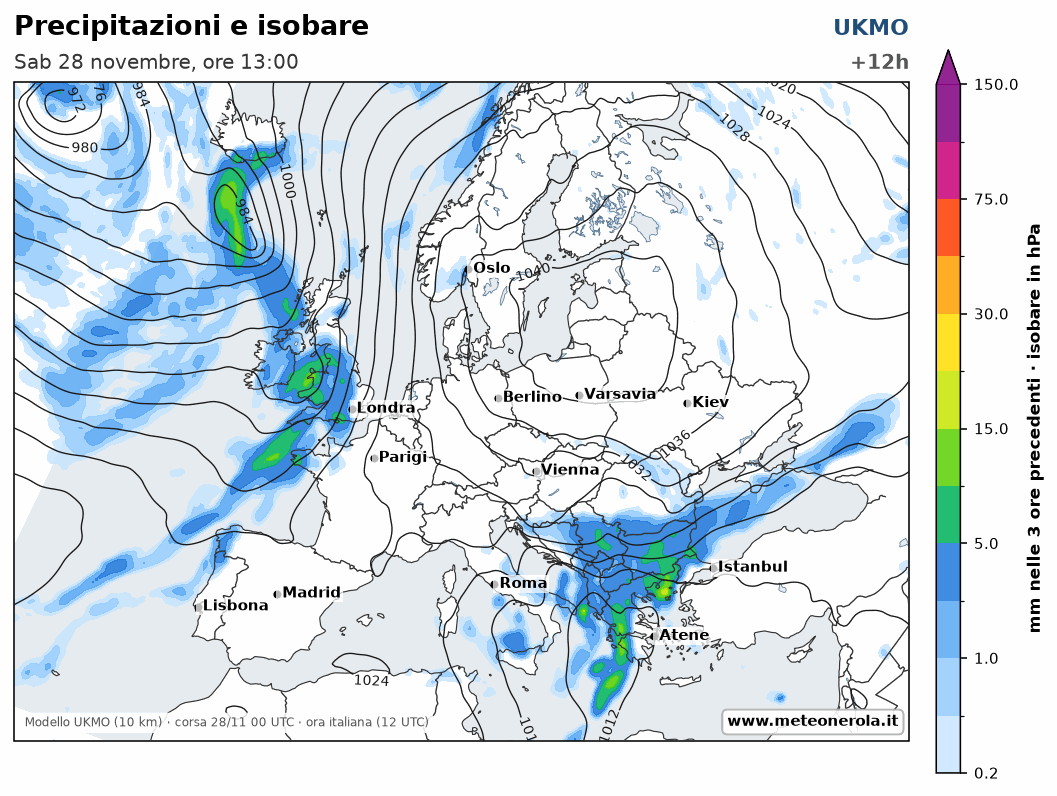 Precipitazioni e isobare
UKMO
Sab 28 novembre, ore 13:00
+12h
972
76
984
980
1000
984
020
1024
1028
1040
Oslo
Londra
Berlino
Varsavia
Kiev
Parigi
Vienna
1036
1032
Roma
Istanbul
Madrid
Lisbona
Atene
1024
101
1012
Modello UKMO (10 km) · corsa 28/11 00 UTC · ora italiana (12 UTC)
www.meteonerola.it
150.0
75.0
30.0
15.0
5.0
1.0
0.2
mm nelle 3 ore precedenti · isobare in hPa